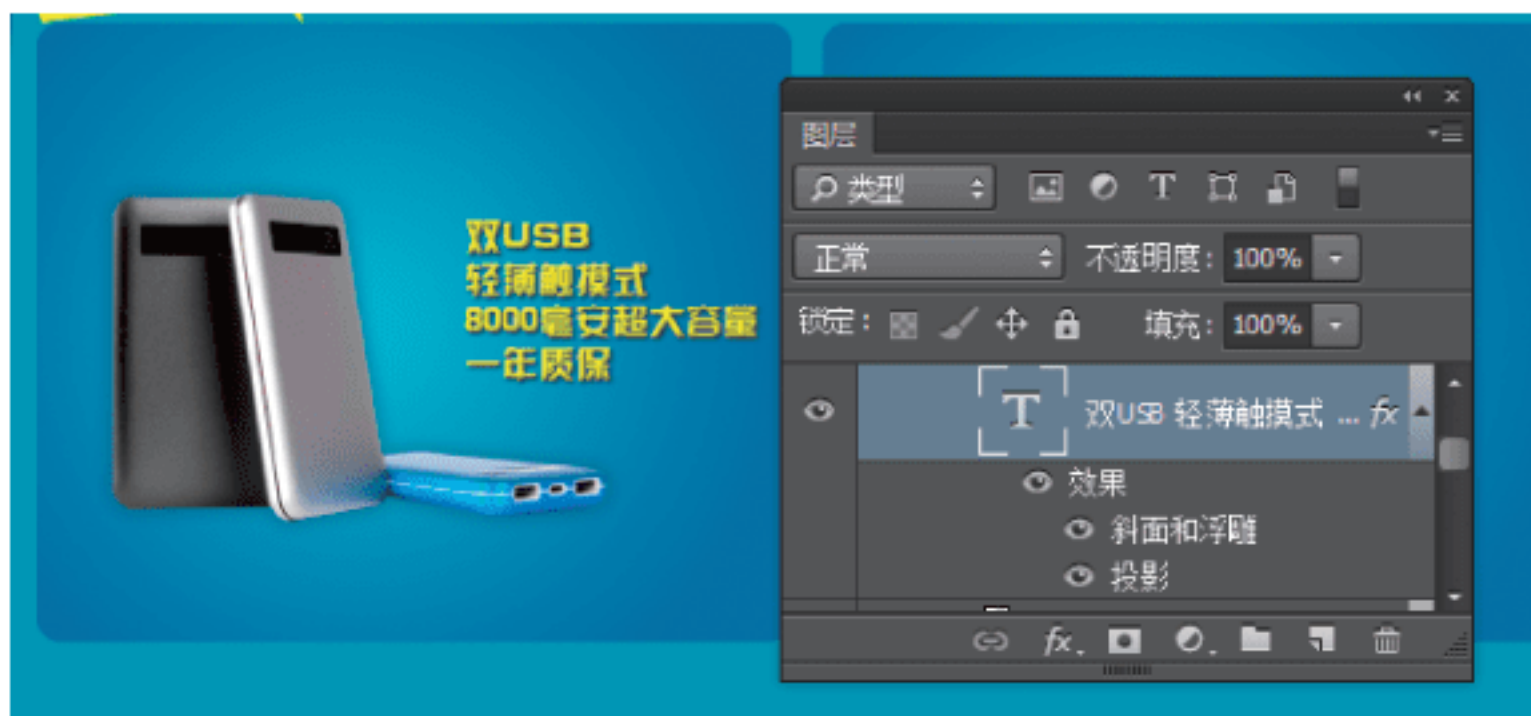 双USB
轻薄触摸式
8000毫安超大容量
一年质保
图层
类型
正常
不透明度: 100%
锁定: 填充: 100%
T 双USB 轻薄触摸式 ... fx
效果
斜面和浮雕
投影
fx.